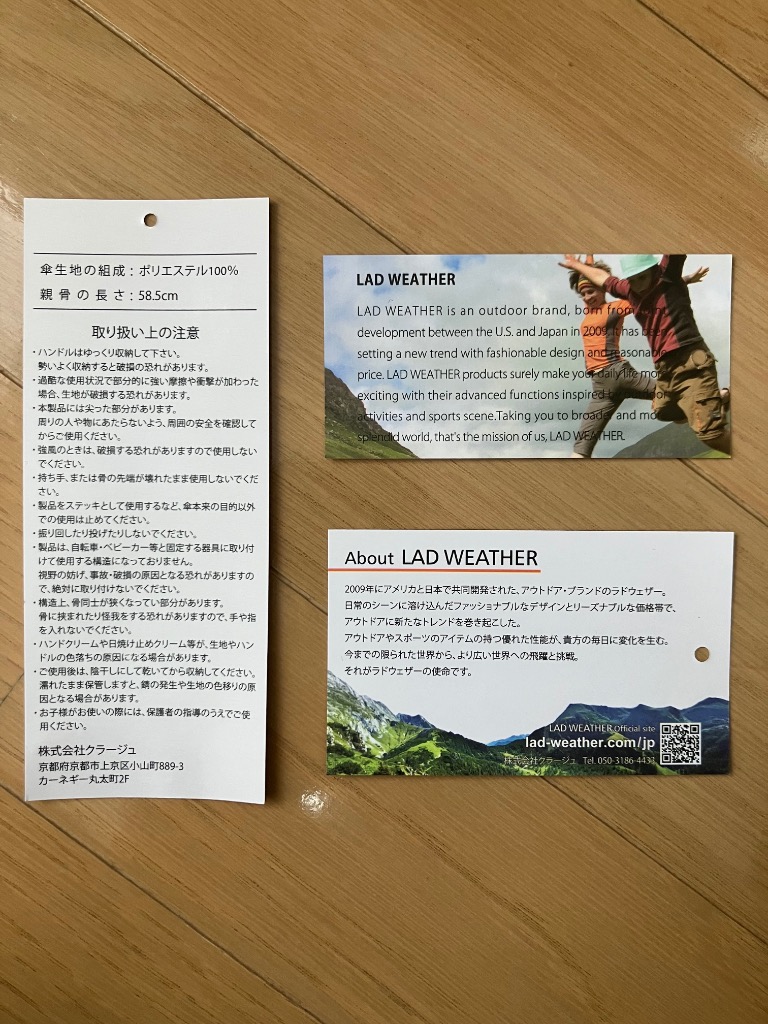 傘生地の組成：ポリエステル100％
親骨の長さ：58.5cm
取り扱い上の注意
・ハンドルはゆっくり収納して下さい。
勢いよく収納すると破損の恐れがあります。
・過酷な使用状況で部分的に強い摩擦や衝撃が加わった
場合、生地が破損する恐れがあります。
・本製品には尖った部分があります。
周りの人や物にあたらないよう、周囲の安全を確認して
からご使用ください。
・強風のときは、破損する恐れがありますので使用しない
でください。
・持ち手、または骨の先端が壊れたまま使用しないでくだ
さい。
・製品をステッキとして使用するなど、傘本来の目的以外
での使用は止めてください。
・振り回したり投げたりしないでください。
・製品は、自転車・ベビーカー等と固定する器具に取り付
けて使用する構造になっておりません。
視野の妨げ、事故・破損の原因となる恐れがありますの
で、絶対に取り付けないでください。
・構造上、骨同士が狭くなっている部分があります。
骨に挟まれたり怪我をする恐れがありますので、手や指
を入れないでください。
・ハンドクリームや日焼け止めクリーム等が、生地やハン
ドルの色落ちの原因になる場合があります。
・ご使用後は、陰干しにして乾いてから収納してください。
濡れたまま保管しますと、錆の発生や生地の色移りの原
因となる場合があります。
・お子様がお使いの際には、保護者の指導のうえでご使
用ください。
株式会社クラージュ
京都府京都市上京区小山町889-3
カーネギー丸太町2F
LAD WEATHER
LAD WEATHER is an outdoor brand, born from
development between the U.S. and Japan in 2009. It has been
setting a new trend with fashionable design and reasonable
price. LAD WEATHER products surely make your daily life more
exciting with their advanced functions inspired by outdoor
activities and sports scene.Taking you to broader and more
splendid world, that's the mission of us, LAD WEATHER.
About LAD WEATHER
2009年にアメリカと日本で共同開発された、アウトドア・ブランドのラドウェザー。
日常のシーンに溶け込んだファッショナブルなデザインとリーズナブルな価格帯で、
アウトドアに新たなトレンドを巻き起こした。
アウトドアやスポーツのアイテムの持つ優れた性能が、貴方の毎日に変化を生む。
今までの限られた世界から、より広い世界への飛躍と挑戦。
それがラドウェザーの使命です。
LAD WEATHER Official site
lad-weather.com/jp
株式会社クラージュ Tel. 050-3186-4433